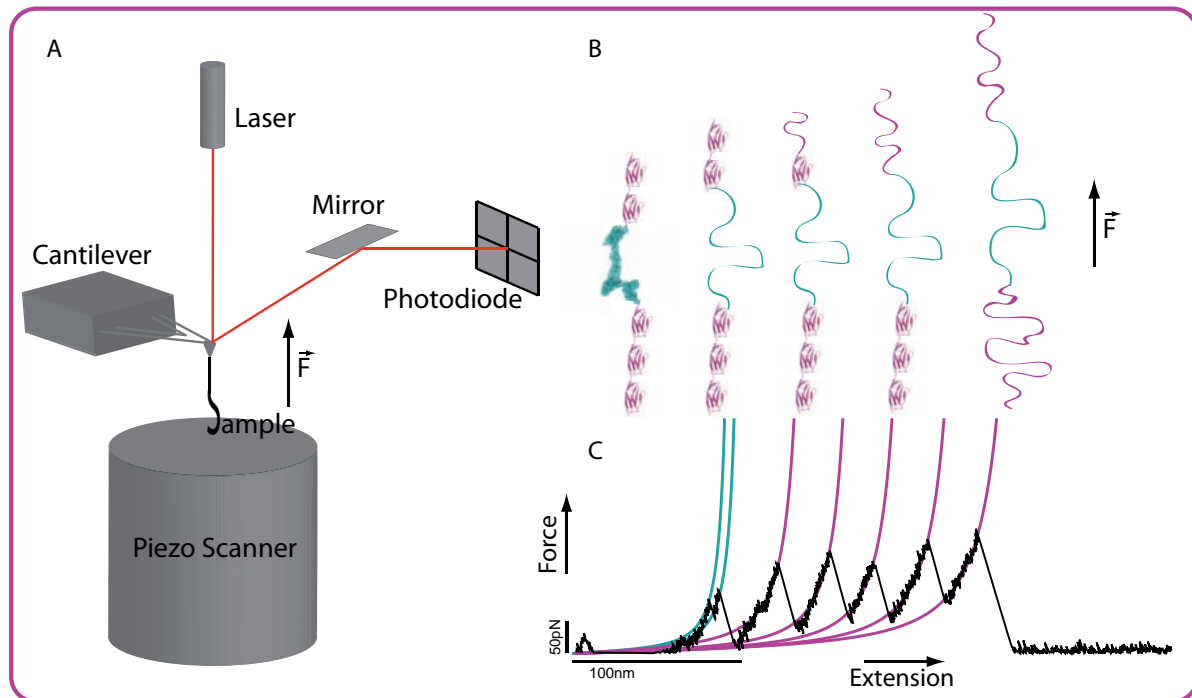 A
Laser
Mirror
Cantilever
Photodiode
F
ample
Piezo Scanner
B
F
C
Force
50pN
100nm
Extension